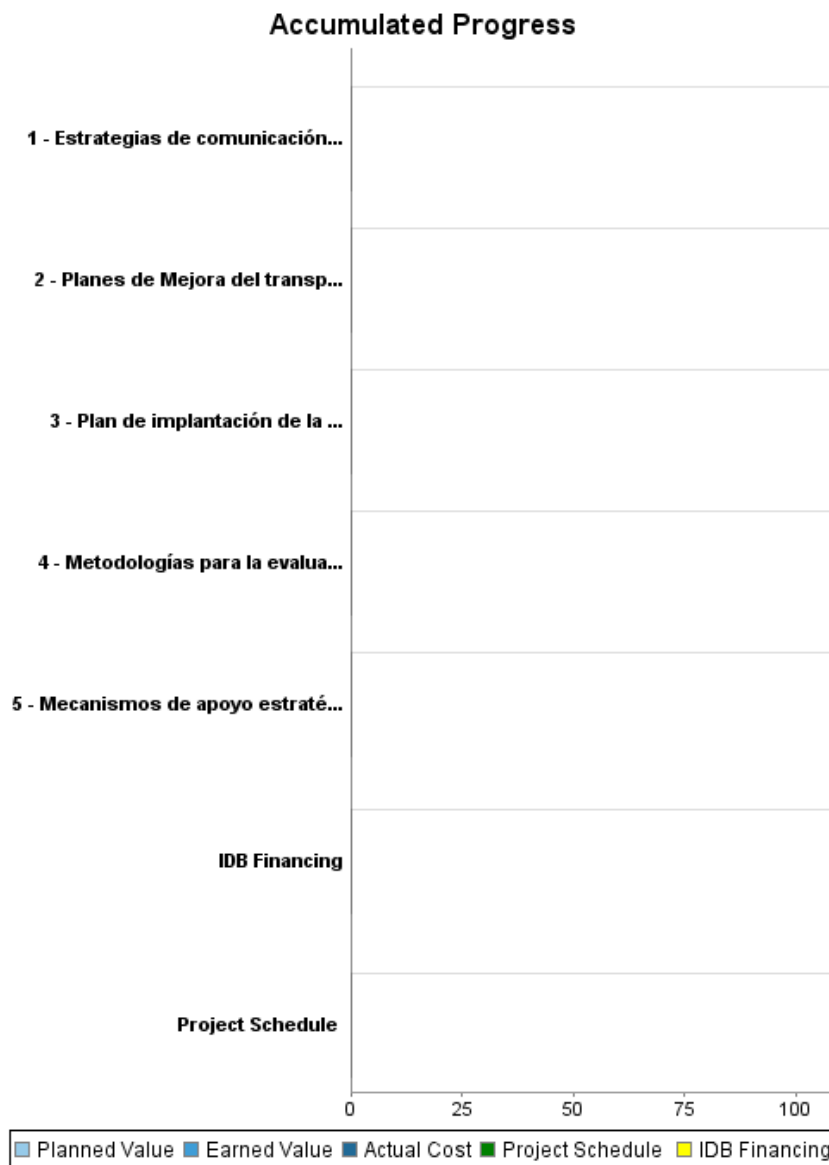 Accumulated Progress
1 - Estrategias de comunicación...
2 - Planes de Mejora del transp...
3 - Plan de implantación de la ...
4 - Metodologías para la evalua...
5 - Mecanismos de apoyo estraté...
IDB Financing
Project Schedule
0 25 50 75 100
Planned Value Earned Value Actual Cost Project Schedule IDB Financing